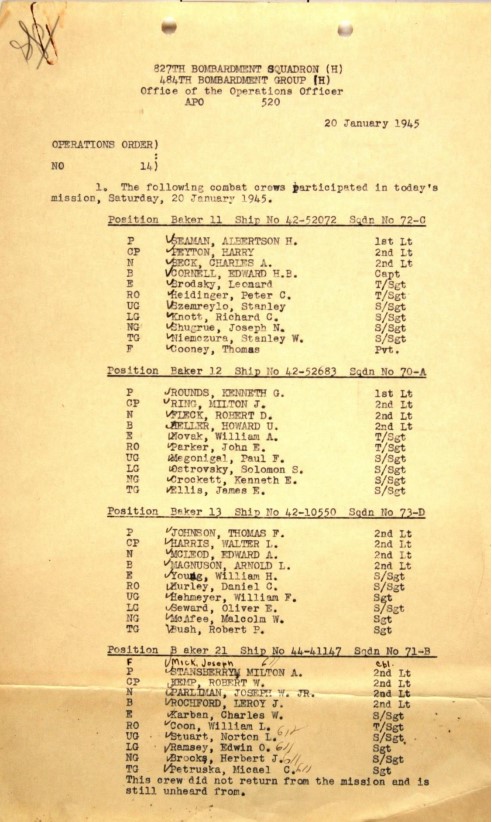 827TH BOMBARDMENT SQUADRON (H)
484TH BOMBARDMENT GROUP (H)
Office of the Operations Officer
APO 520
20 January 1945
OPERATIONS ORDER)
:
NO 14)
1. The following combat crews participated in today's
mission, Saturday, 20 January 1945.
Position Baker 11 Ship No 42-52072 Sqdn No 72-C
P SEAMAN, ALBERTSON H. 1st Lt
CP PEYTON, HARRY 2nd Lt
N BECK, CHARLES A. 2nd Lt
B CORNELL, EDWARD H.B. Capt
E Brodsky, Leonard T/Sgt
RO Heidinger, Peter C. T/Sgt
UG Szemreylo, Stanley S/Sgt
LG Knott, Richard C. S/Sgt
NG Shugrue, Joseph N. S/Sgt
TG Niemczura, Stanley W. S/Sgt
F Cooney, Thomas Pvt.
Position Baker 12 Ship No 42-52683 Sqdn No 70-A
P ROUNDS, KENNETH G. 1st Lt
CP RING, MILTON J. 2nd Lt
N FLECK, ROBERT D. 2nd Lt
B HELLER, HOWARD U. 2nd Lt
E Novak, William A. T/Sgt
RO Parker, John E. T/Sgt
UG Megonigal, Paul F. S/Sgt
LG Ostrovsky, Solomon S. S/Sgt
NG Crockett, Kenneth E. S/Sgt
TG Ellis, James E. S/Sgt
Position Baker 13 Ship No 42-10550 Sqdn No 73-D
P JOHNSON, THOMAS F. 2nd Lt
CP HARRIS, WALTER L. 2nd Lt
N MCLEOD, EDWARD A. 2nd Lt
B MAGNUSON, ARNOLD L. 2nd Lt
E Young, William H. S/Sgt
RO Hurley, Daniel C. S/Sgt
UG Rehmeyer, William F. Sgt
LG Seward, Oliver E. S/Sgt
NG McAfee, Malcolm W. Sgt
TG Bush, Robert P. Sgt
Position B aker 21 Ship No 44-41147 Sqdn No 71-B
F Mick, Joseph 611 Cpl.
P STANSBERRY MILTON A. 2nd Lt
CP HEMP, ROBERT W. 2nd Lt
N PARLIMAN, JOSEPH W. JR. 2nd Lt
B ROCHFORD, LEROY J. 2nd Lt
E Karban, Charles W. S/Sgt
RO Coon, William L. T/Sgt
UG Stuart, Norton L. 612 S/Sgt.
LG Ramsey, Edwin O. 611 Sgt
NG Brooks, Herbert J. 611 S/Sgt
TG Petruska, Micael C. 611 Sgt
This crew did not return from the mission and is
still unheard from.